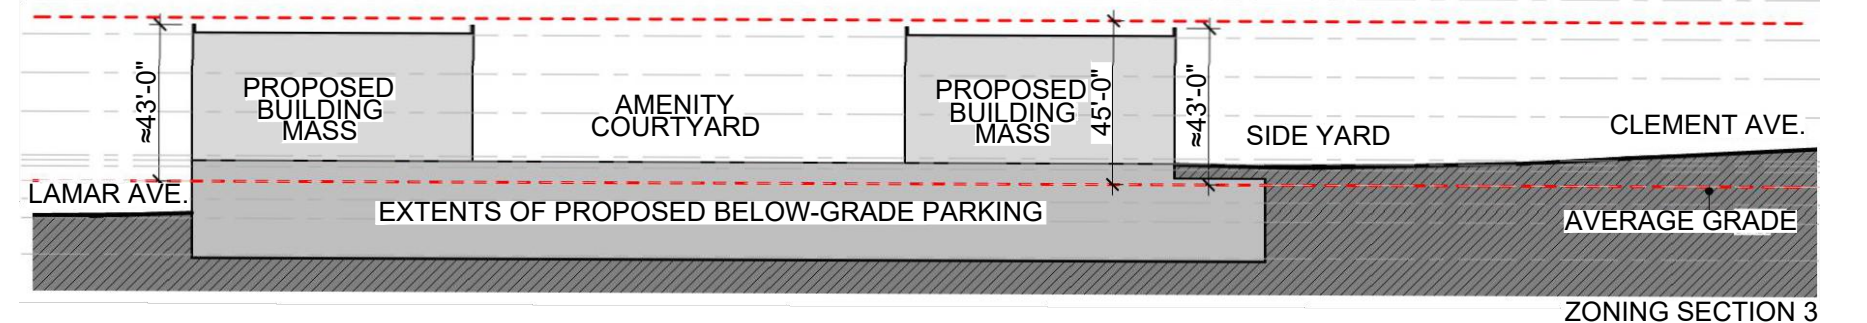 ≈43'-0"
PROPOSED
BUILDING
MASS
AMENITY
COURTYARD
PROPOSED
BUILDING
MASS
45'-0"
≈43'-0"
SIDE YARD
CLEMENT AVE.
LAMAR AVE.
EXTENTS OF PROPOSED BELOW-GRADE PARKING
AVERAGE GRADE
ZONING SECTION 3